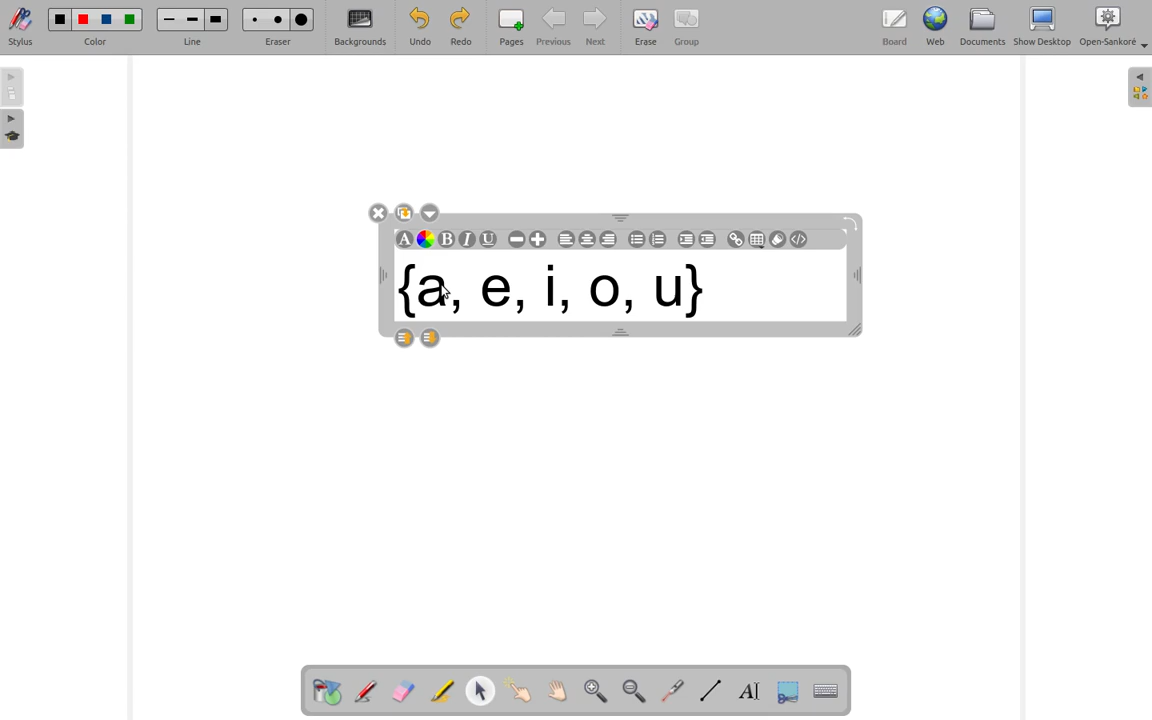 Stylus Color Line Eraser Backgrounds Undo Redo Pages Previous Next Erase Group Board Web Documents Show Desktop Open-Sankoré
A B I U
{a, e, i, o, u}
AI